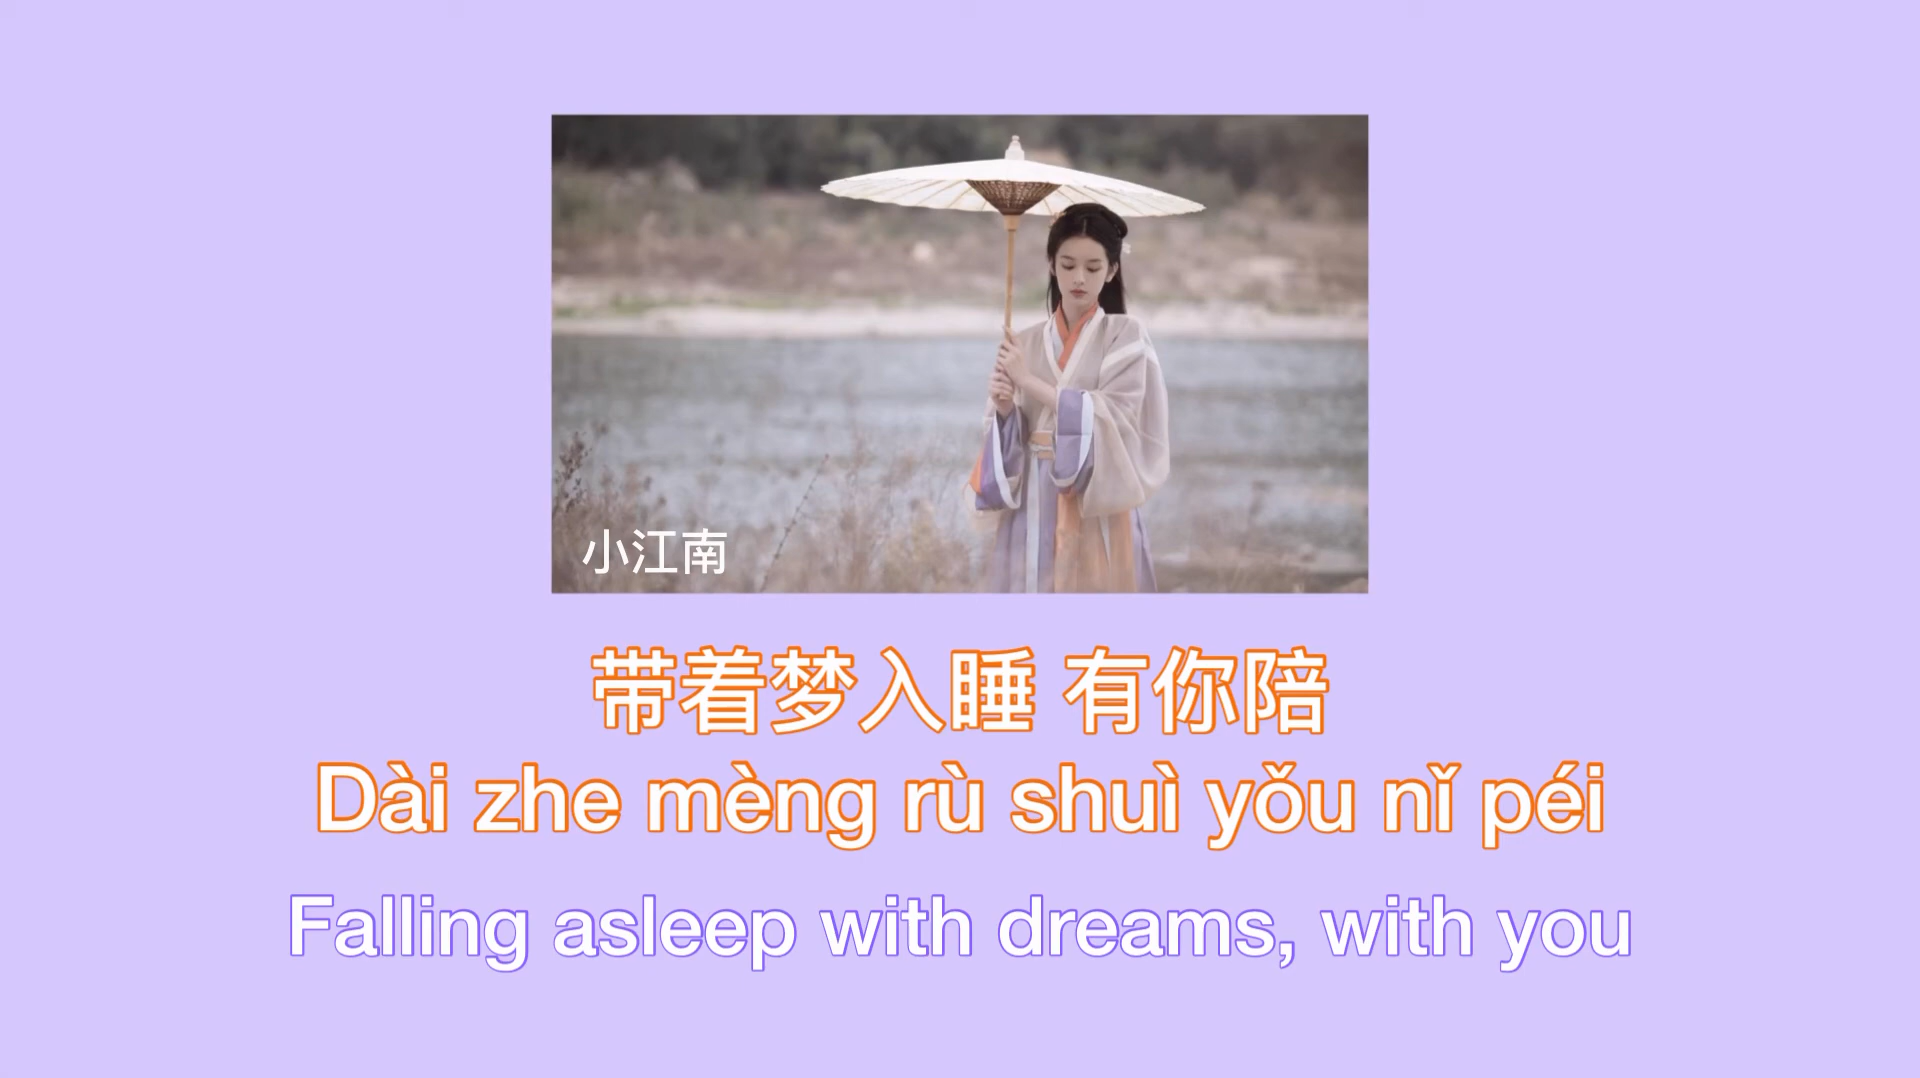 小江南
带着梦入睡 有你陪
Dài zhe mèng rù shuì yǒu nǐ péi
Falling asleep with dreams, with you